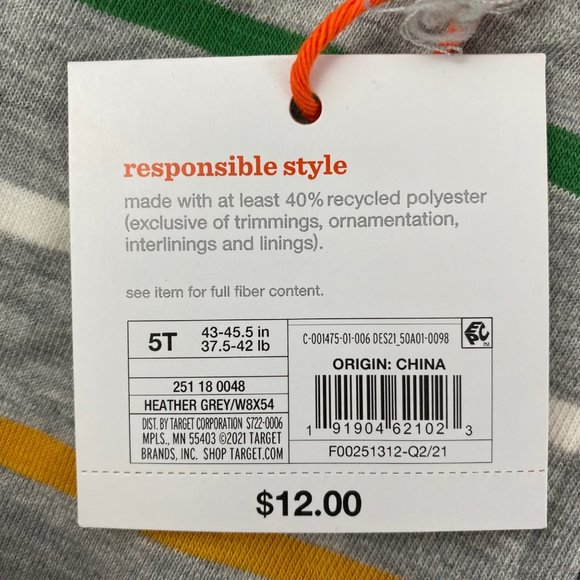 responsible style
made with at least 40% recycled polyester
(exclusive of trimmings, ornamentation,
interlinings and linings).
see item for full fiber content.
5T
43-45.5 in
37.5-42 lb
251 18 0048
HEATHER GREY/W8X54
DIST. BY TARGET CORPORATION ST22-0006
MPLS., MN 55403 ©2021 TARGET
BRANDS, INC. SHOP TARGET.COM
C-001475-01-006 DES21_50A01-0098
ORIGIN: CHINA
1 91904 62102 3
F00251312-Q2/21
$12.00